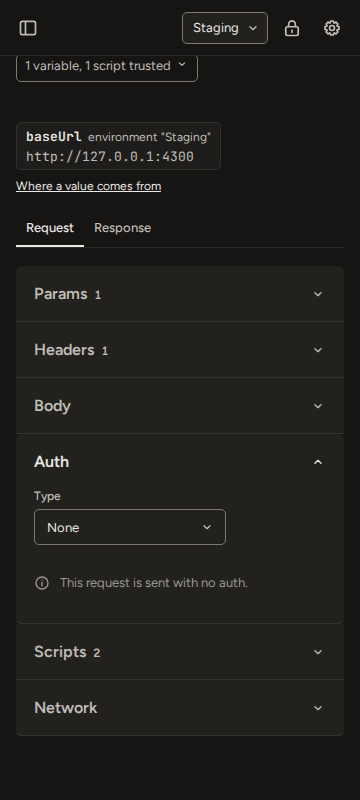 Staging
1 variable, 1 script trusted
baseUrl environment "Staging"
http://127.0.0.1:4300
Where a value comes from
Request Response
Params 1
Headers 1
Body
Auth
Type
None
This request is sent with no auth.
Scripts 2
Network